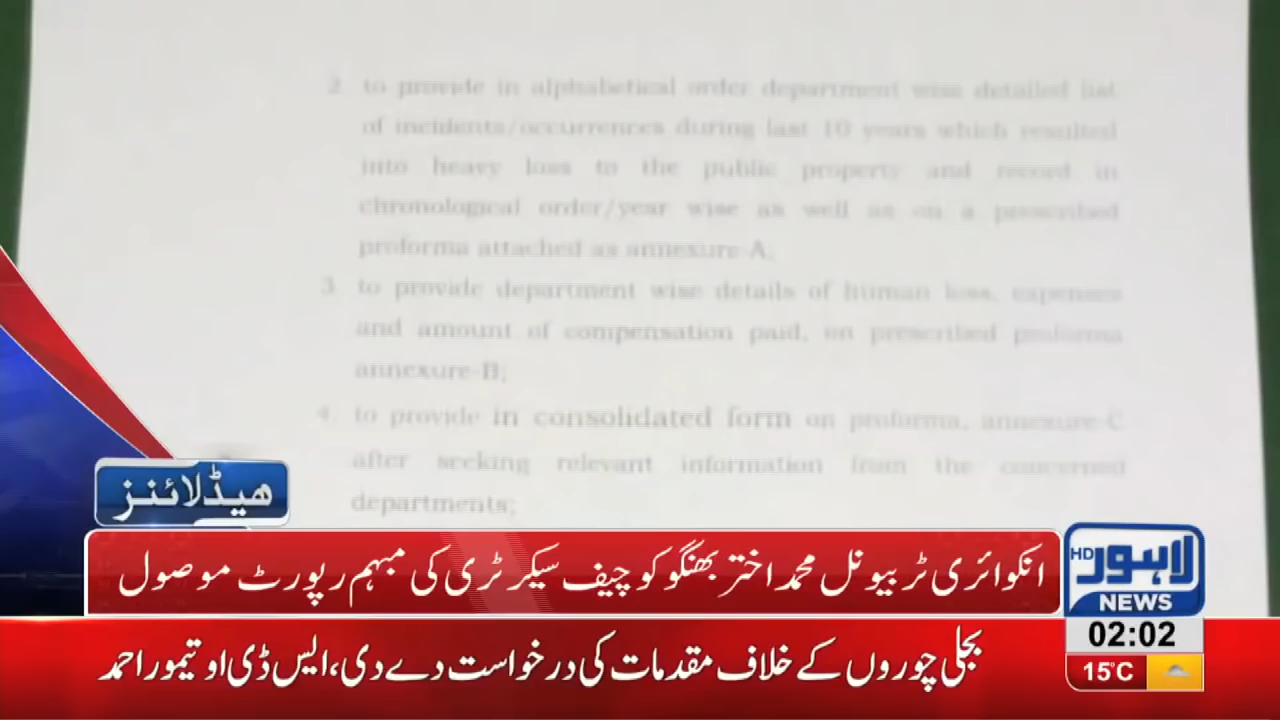 2. to provide in alphabetical order department wise detailed list
of incidents/occurrences during last 10 years which resulted
into heavy loss to the public property and record in
chronological order/year wise as well as on a prescribed
proforma attached as annexure-A;
3. to provide department wise details of human loss, expenses
and amount of compensation paid, on prescribed proforma
annexure-B;
4. to provide in consolidated form on proforma, annexure-C
after seeking relevant information from the concerned
departments;
ھیڈلائنز
انکوائری ٹربیونل محمد اختر بھنگو کو چیف سیکرٹری کی مبہم رپورٹ موصول
لاہور HD
NEWS
02:02
بجلی چوروں کے خلاف مقدمات کی درخواست دے دی، ایس ڈی او تیمور احمد
15°C